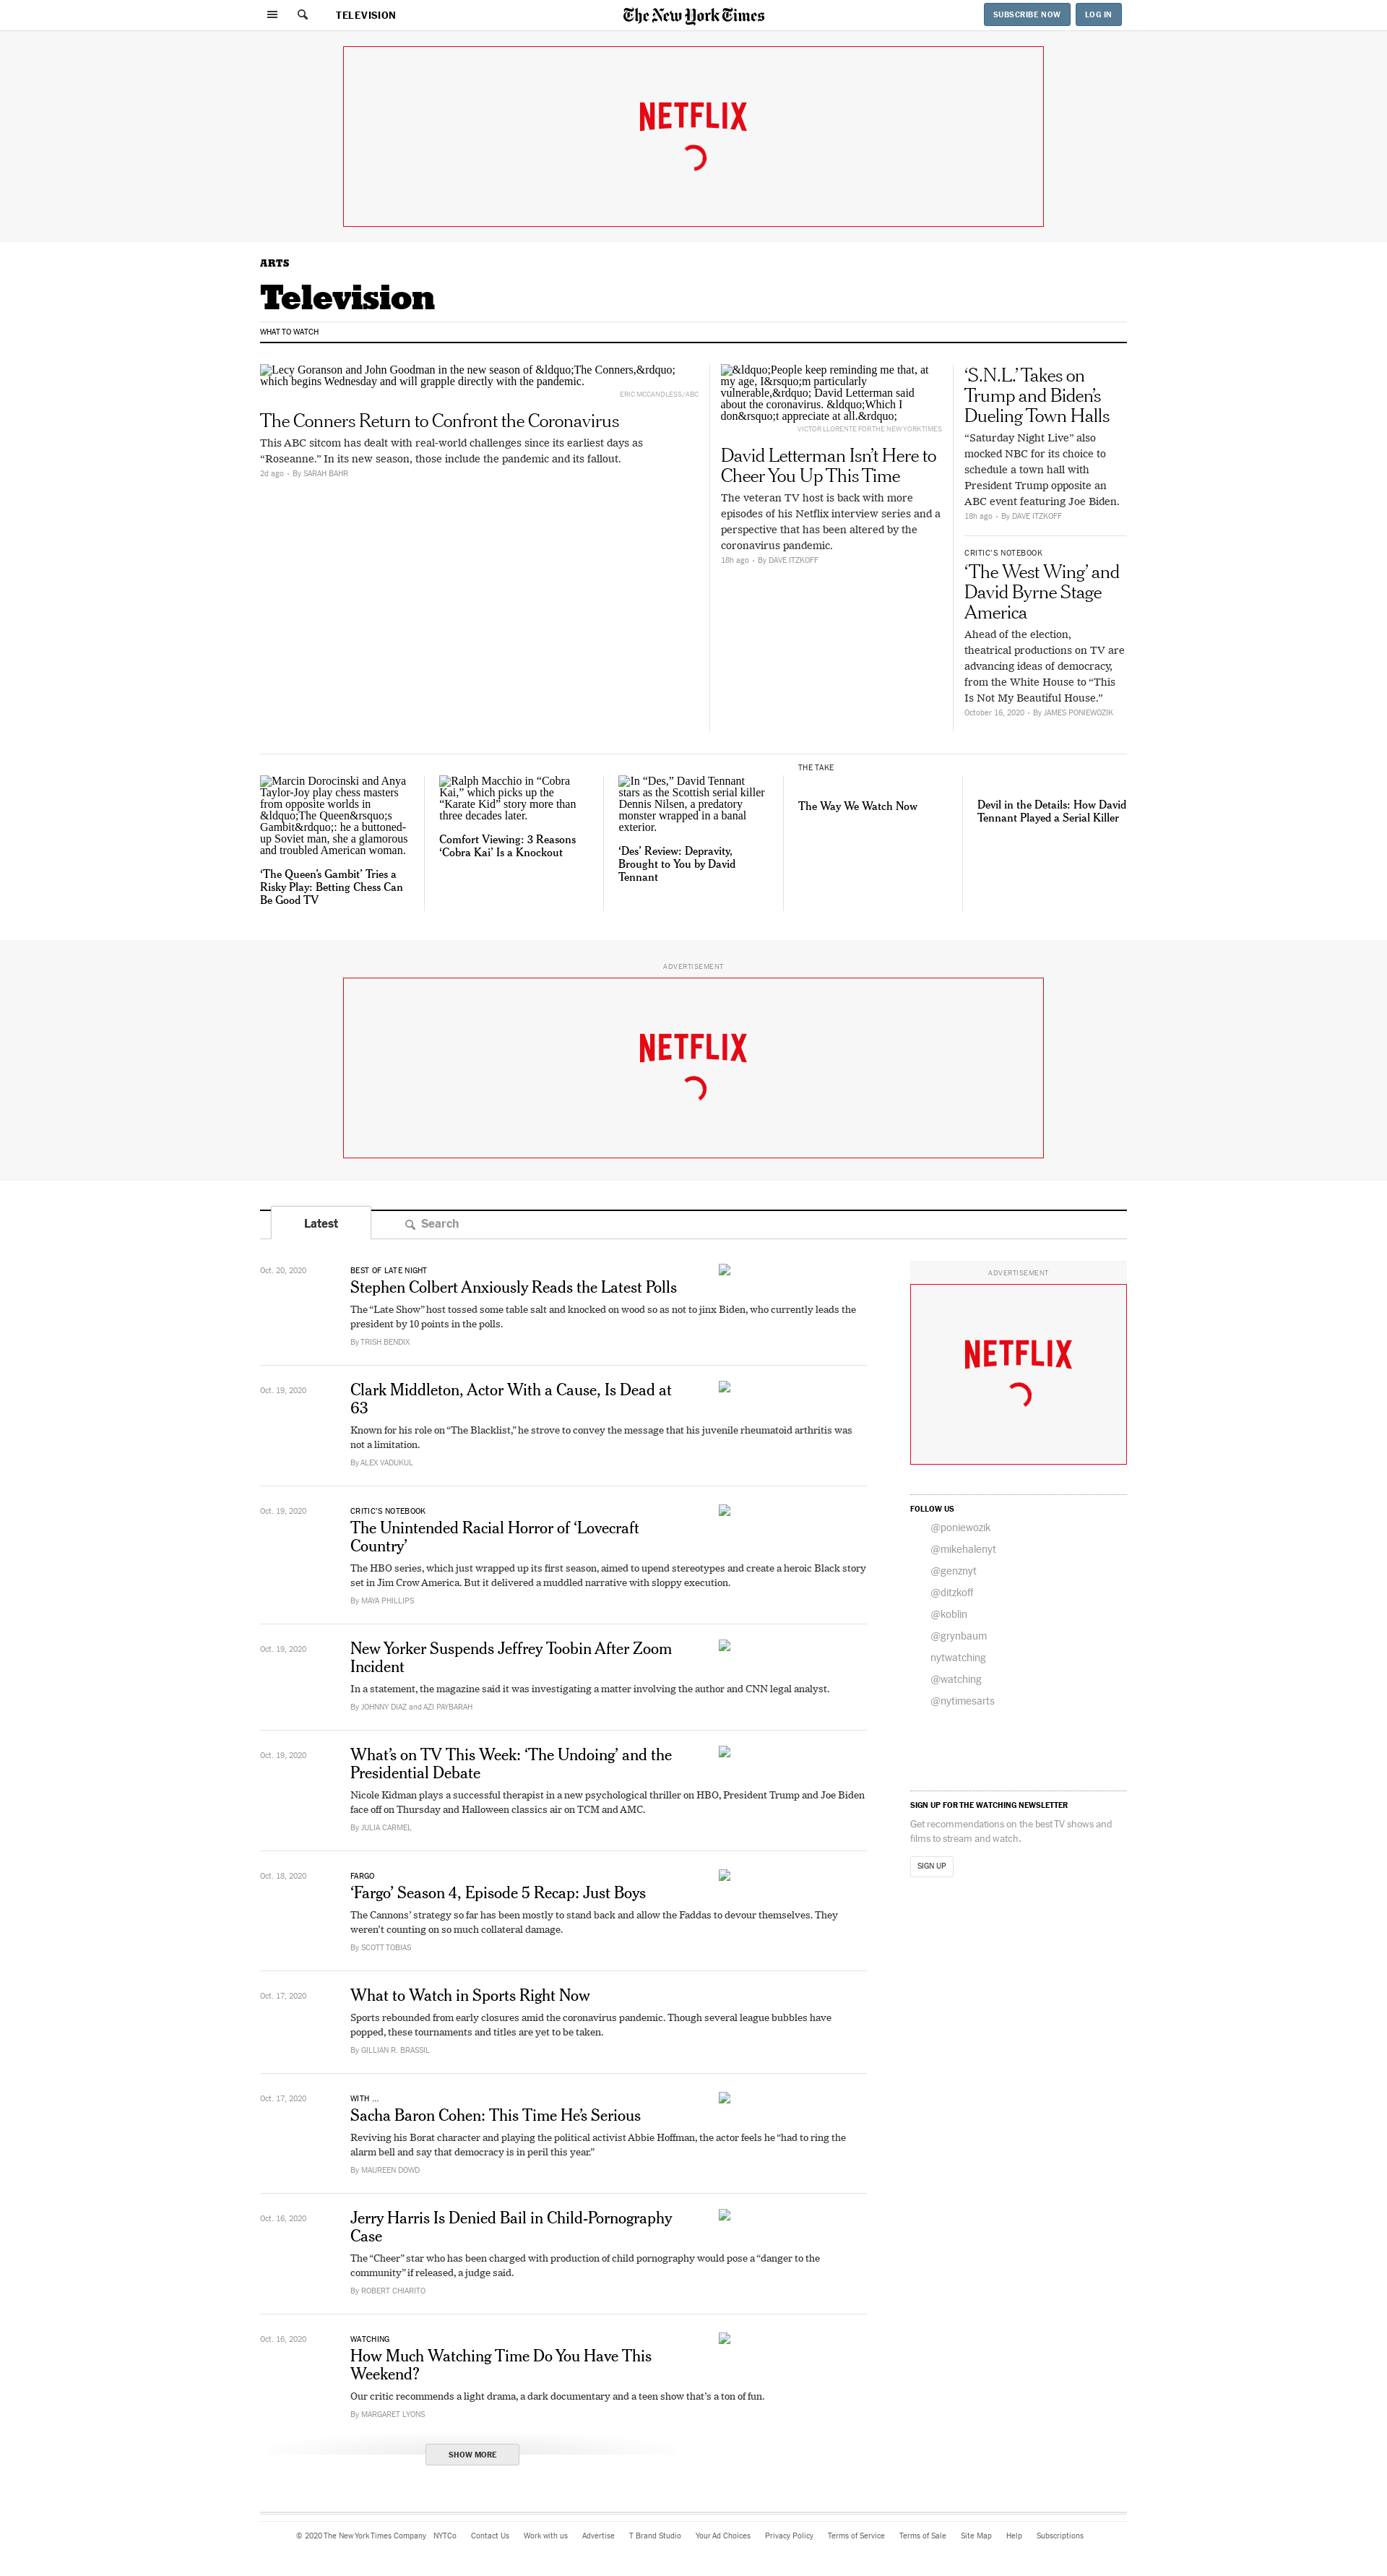 TELEVISION
The New York Times
SUBSCRIBE NOW
LOG IN
NETFLIX
ARTS
Television
WHAT TO WATCH
Lecy Goranson and John Goodman in the new season of &ldquo;The Conners,&rdquo;
which begins Wednesday and will grapple directly with the pandemic.
ERIC MCCANDLESS/ABC
The Conners Return to Confront the Coronavirus
This ABC sitcom has dealt with real-world challenges since its earliest days as
“Roseanne.” In its new season, those include the pandemic and its fallout.
2d ago • By SARAH BAHR
&ldquo;People keep reminding me that, at
my age, I&rsquo;m particularly
vulnerable,&rdquo; David Letterman said
about the coronavirus. &ldquo;Which I
don&rsquo;t appreciate at all.&rdquo;
VICTOR LLORENTE FOR THE NEW YORK TIMES
David Letterman Isn’t Here to
Cheer You Up This Time
The veteran TV host is back with more
episodes of his Netflix interview series and a
perspective that has been altered by the
coronavirus pandemic.
18h ago • By DAVE ITZKOFF
‘S.N.L.’ Takes on
Trump and Biden’s
Dueling Town Halls
“Saturday Night Live” also
mocked NBC for its choice to
schedule a town hall with
President Trump opposite an
ABC event featuring Joe Biden.
18h ago • By DAVE ITZKOFF
CRITIC’S NOTEBOOK
‘The West Wing’ and
David Byrne Stage
America
Ahead of the election,
theatrical productions on TV are
advancing ideas of democracy,
from the White House to “This
Is Not My Beautiful House.”
October 16, 2020 • By JAMES PONIEWOZIK
Marcin Dorocinski and Anya
Taylor-Joy play chess masters
from opposite worlds in
&ldquo;The Queen&rsquo;s
Gambit&rdquo;: he a buttoned-
up Soviet man, she a glamorous
and troubled American woman.
‘The Queen’s Gambit’ Tries a
Risky Play: Betting Chess Can
Be Good TV
Ralph Macchio in “Cobra
Kai,” which picks up the
“Karate Kid” story more than
three decades later.
Comfort Viewing: 3 Reasons
‘Cobra Kai’ Is a Knockout
In “Des,” David Tennant
stars as the Scottish serial killer
Dennis Nilsen, a predatory
monster wrapped in a banal
exterior.
‘Des’ Review: Depravity,
Brought to You by David
Tennant
THE TAKE
The Way We Watch Now
Devil in the Details: How David
Tennant Played a Serial Killer
ADVERTISEMENT
NETFLIX
Latest
Search
Oct. 20, 2020
BEST OF LATE NIGHT
Stephen Colbert Anxiously Reads the Latest Polls
The “Late Show” host tossed some table salt and knocked on wood so as not to jinx Biden, who currently leads the
president by 10 points in the polls.
By TRISH BENDIX
Oct. 19, 2020
Clark Middleton, Actor With a Cause, Is Dead at
63
Known for his role on “The Blacklist,” he strove to convey the message that his juvenile rheumatoid arthritis was
not a limitation.
By ALEX VADUKUL
Oct. 19, 2020
CRITIC’S NOTEBOOK
The Unintended Racial Horror of ‘Lovecraft
Country’
The HBO series, which just wrapped up its first season, aimed to upend stereotypes and create a heroic Black story
set in Jim Crow America. But it delivered a muddled narrative with sloppy execution.
By MAYA PHILLIPS
Oct. 19, 2020
New Yorker Suspends Jeffrey Toobin After Zoom
Incident
In a statement, the magazine said it was investigating a matter involving the author and CNN legal analyst.
By JOHNNY DIAZ and AZI PAYBARAH
Oct. 19, 2020
What’s on TV This Week: ‘The Undoing’ and the
Presidential Debate
Nicole Kidman plays a successful therapist in a new psychological thriller on HBO, President Trump and Joe Biden
face off on Thursday and Halloween classics air on TCM and AMC.
By JULIA CARMEL
Oct. 18, 2020
FARGO
‘Fargo’ Season 4, Episode 5 Recap: Just Boys
The Cannons’ strategy so far has been mostly to stand back and allow the Faddas to devour themselves. They
weren’t counting on so much collateral damage.
By SCOTT TOBIAS
Oct. 17, 2020
What to Watch in Sports Right Now
Sports rebounded from early closures amid the coronavirus pandemic. Though several league bubbles have
popped, these tournaments and titles are yet to be taken.
By GILLIAN R. BRASSIL
Oct. 17, 2020
WITH ...
Sacha Baron Cohen: This Time He’s Serious
Reviving his Borat character and playing the political activist Abbie Hoffman, the actor feels he “had to ring the
alarm bell and say that democracy is in peril this year.”
By MAUREEN DOWD
Oct. 16, 2020
Jerry Harris Is Denied Bail in Child-Pornography
Case
The “Cheer” star who has been charged with production of child pornography would pose a “danger to the
community” if released, a judge said.
By ROBERT CHIARITO
Oct. 16, 2020
WATCHING
How Much Watching Time Do You Have This
Weekend?
Our critic recommends a light drama, a dark documentary and a teen show that’s a ton of fun.
By MARGARET LYONS
SHOW MORE
ADVERTISEMENT
NETFLIX
FOLLOW US
@poniewozik
@mikehalenyt
@genznyt
@ditzkoff
@koblin
@grynbaum
nytwatching
@watching
@nytimesarts
SIGN UP FOR THE WATCHING NEWSLETTER
Get recommendations on the best TV shows and
films to stream and watch.
SIGN UP
© 2020 The New York Times Company NYTCo Contact Us Work with us Advertise T Brand Studio Your Ad Choices Privacy Policy Terms of Service Terms of Sale Site Map Help Subscriptions